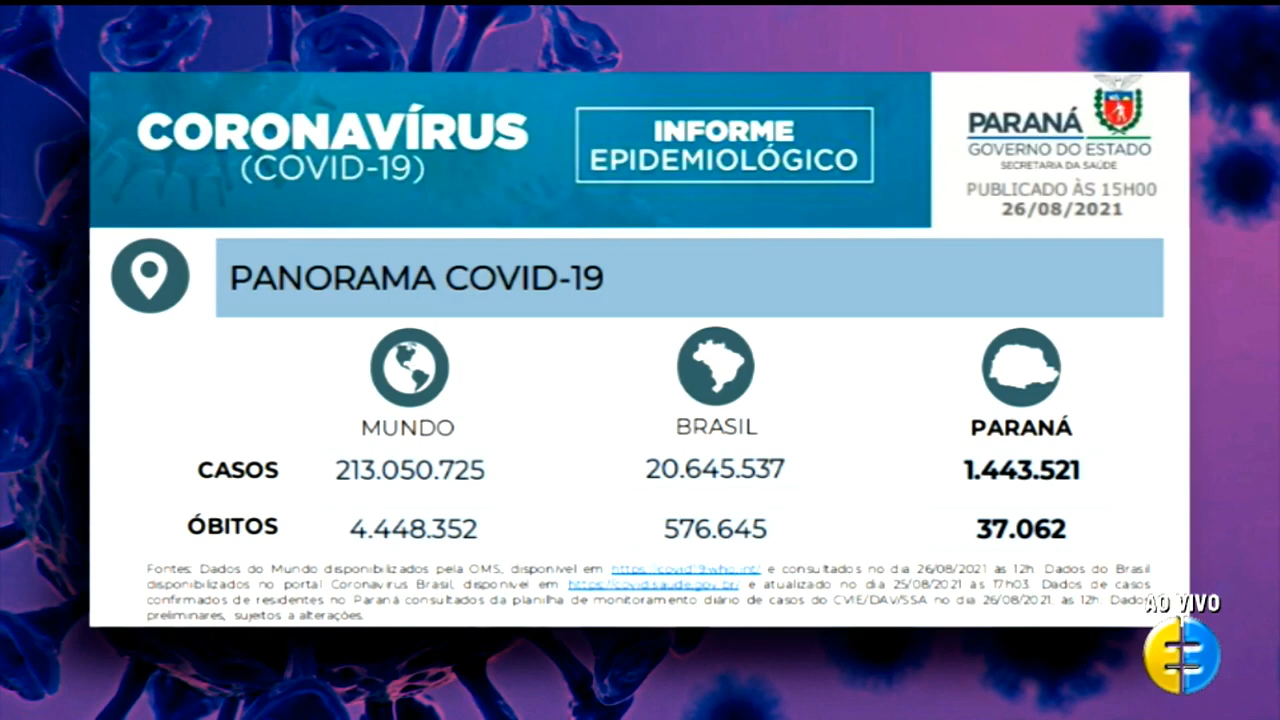 CORONAVÍRUS
(COVID-19)
INFORME
EPIDEMIOLÓGICO
PARANÁ
GOVERNO DO ESTADO
SECRETARIA DA SAÚDE
PUBLICADO ÀS 15H00
26/08/2021
PANORAMA COVID-19
MUNDO BRASIL PARANÁ
CASOS 213.050.725 20.645.537 1.443.521
ÓBITOS 4.448.352 576.645 37.062
Fontes: Dados do Mundo disponibilizados pela OMS, disponível em https://covid19.who.int/ e consultados no dia 26/08/2021 às 12h. Dados do Brasil
disponibilizados no portal Coronavírus Brasil, disponível em https://covid.saude.gov.br/ e atualizado no dia 25/08/2021 às 17h03. Dados de casos
confirmados de residentes no Paraná consultados da planilha de monitoramento diário de casos do CVIE/DAV/SSA no dia 26/08/2021, às 12h. Dados
preliminares, sujeitos a alterações.
AO VIVO